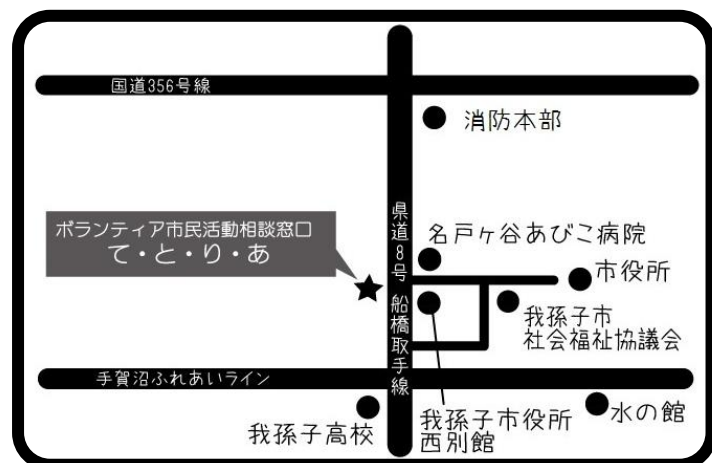 国道356号線
消防本部
ボランティア市民活動相談窓口
て・と・り・あ
県道8号 船橋取手線
名戸ヶ谷あびこ病院
市役所
我孫子市
社会福祉協議会
手賀沼ふれあいライン
我孫子高校
我孫子市役所
西別館
水の館